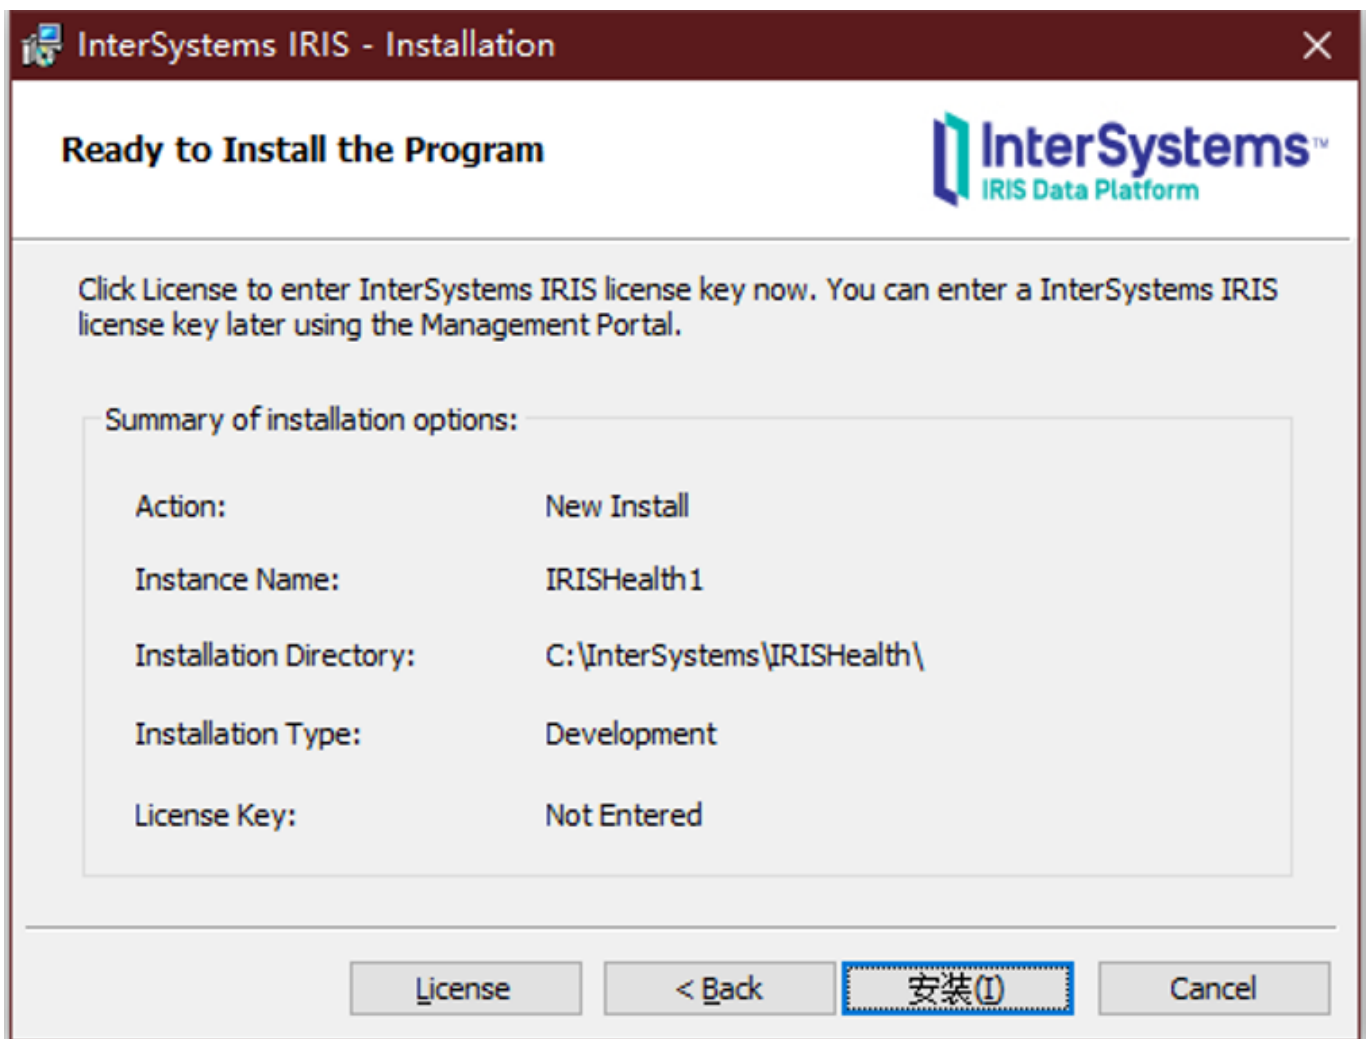 InterSystems IRIS - Installation
Ready to Install the Program
InterSystems™
IRIS Data Platform
Click License to enter InterSystems IRIS license key now. You can enter a InterSystems IRIS
license key later using the Management Portal.
Summary of installation options:
Action: New Install
Instance Name: IRISHealth1
Installation Directory: C:\InterSystems\IRISHealth\
Installation Type: Development
License Key: Not Entered
License < Back 安装(I) Cancel